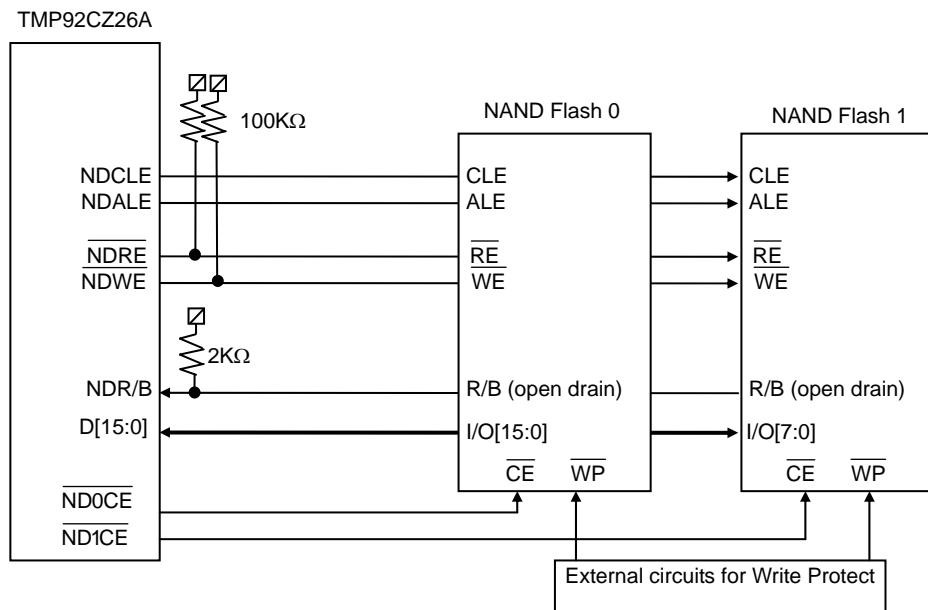 TMP92CZ26A
100KΩ
NAND Flash 0
NAND Flash 1
NDCLE
CLE
CLE
NDALE
ALE
ALE
NDRE
RE
RE
NDWE
WE
WE
2KΩ
NDR/B
R/B (open drain)
R/B (open drain)
D[15:0]
I/O[15:0]
I/O[7:0]
CE
WP
CE
WP
ND0CE
ND1CE
External circuits for Write Protect